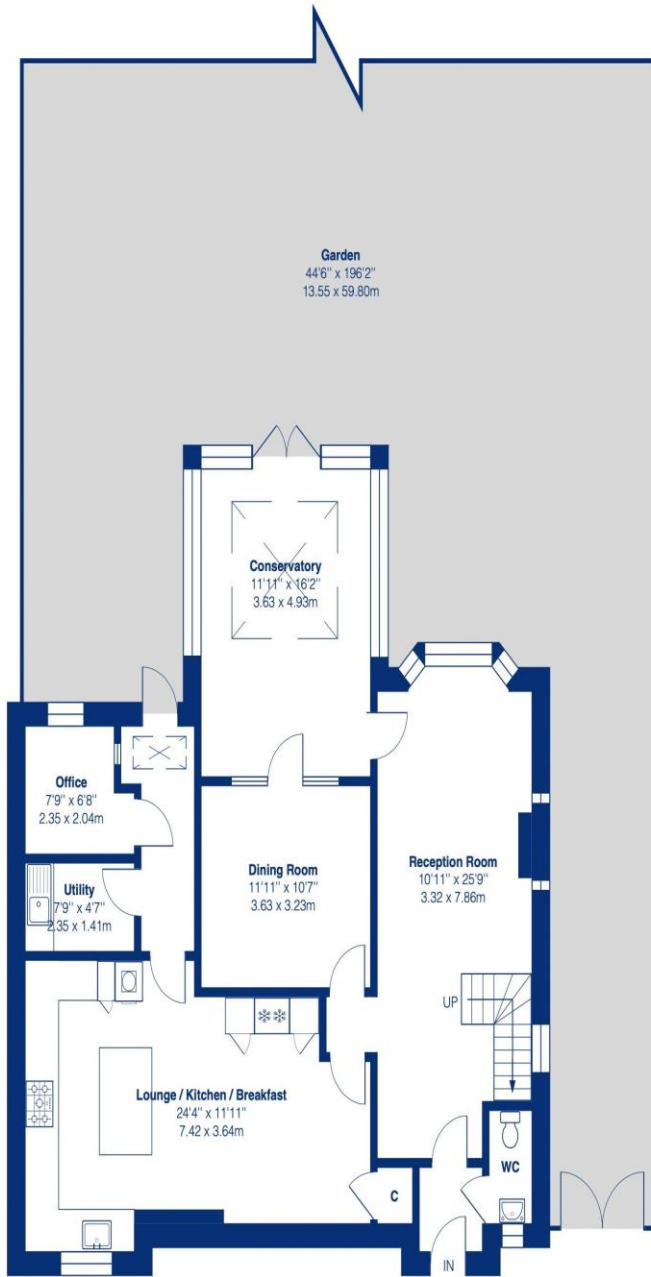 Garden
44'6" x 196'2"
13.55 x 59.80m
Conservatory
11'11" x 16'2"
3.63 x 4.93m
Office
7'9" x 6'8"
2.35 x 2.04m
Utility
7'9" x 4'7"
2.35 x 1.41m
Dining Room
11'11" x 10'7"
3.63 x 3.23m
Reception Room
10'11" x 25'9"
3.32 x 7.86m
UP
Lounge / Kitchen / Breakfast
24'4" x 11'11"
7.42 x 3.64m
WC
C
IN